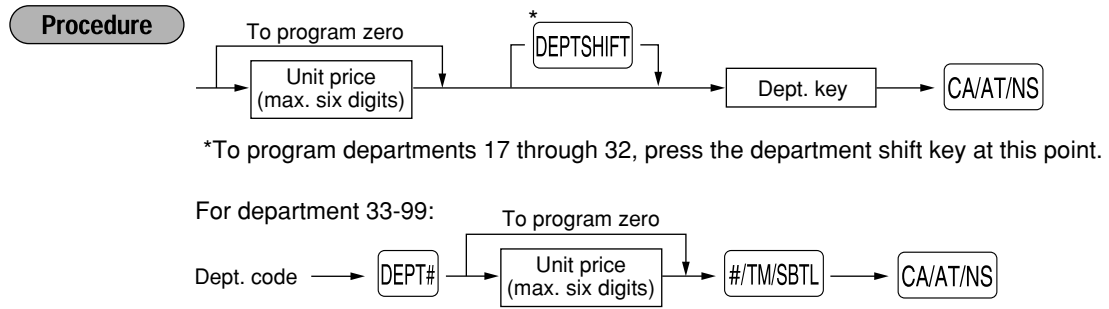 Procedure
To program zero
*
DEPTSHIFT
Unit price
(max. six digits)
Dept. key
CA/AT/NS
*To program departments 17 through 32, press the department shift key at this point.
For department 33-99:
To program zero
Dept. code
DEPT#
Unit price
(max. six digits)
#/TM/SBTL
CA/AT/NS